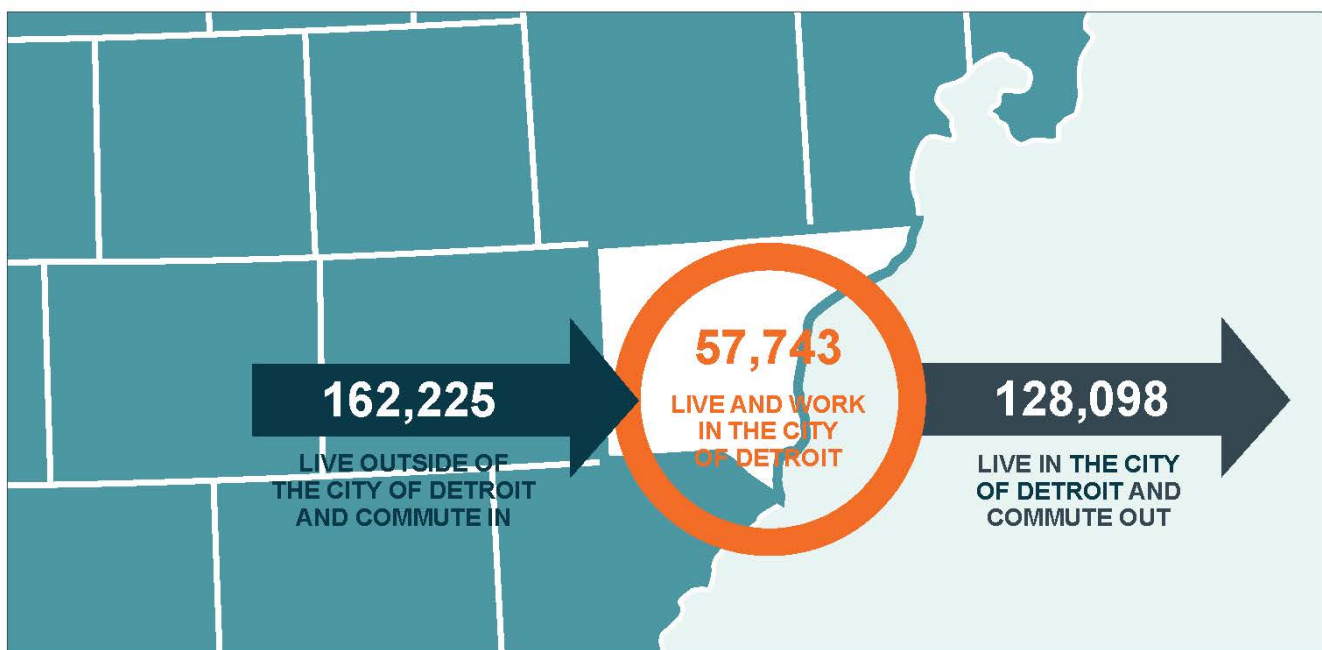 162,225
LIVE OUTSIDE OF
THE CITY OF DETROIT
AND COMMUTE IN
57,743
LIVE AND WORK
IN THE CITY
OF DETROIT
128,098
LIVE IN THE CITY
OF DETROIT AND
COMMUTE OUT